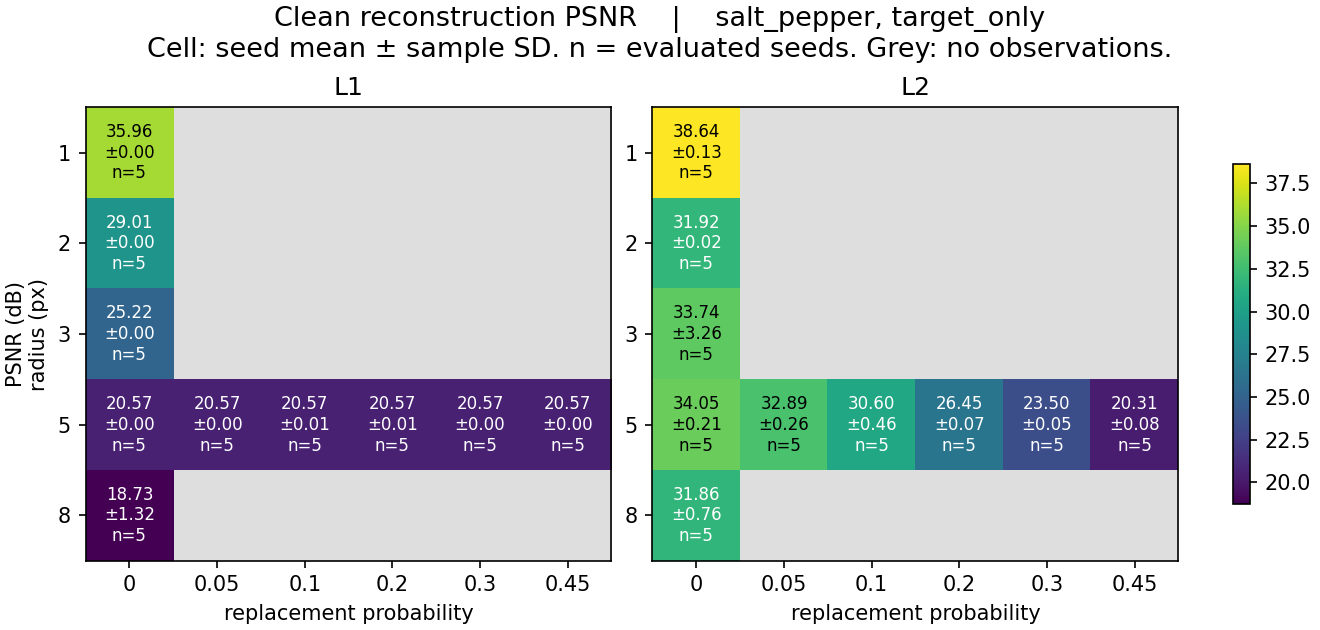 Clean reconstruction PSNR | salt_pepper, target_only
Cell: seed mean ± sample SD. n = evaluated seeds. Grey: no observations.
L1
PSNR (dB)
radius (px)
1
2
3
5
8
35.96
±0.00
n=5
29.01
±0.00
n=5
25.22
±0.00
n=5
20.57 20.57 20.57 20.57 20.57 20.57
±0.00 ±0.00 ±0.01 ±0.01 ±0.00 ±0.00
n=5 n=5 n=5 n=5 n=5 n=5
18.73
±1.32
n=5
0 0.05 0.1 0.2 0.3 0.45
replacement probability
L2
1
2
3
5
8
38.64
±0.13
n=5
31.92
±0.02
n=5
33.74
±3.26
n=5
34.05 32.89 30.60 26.45 23.50 20.31
±0.21 ±0.26 ±0.46 ±0.07 ±0.05 ±0.08
n=5 n=5 n=5 n=5 n=5 n=5
31.86
±0.76
n=5
0 0.05 0.1 0.2 0.3 0.45
replacement probability
37.5
35.0
32.5
30.0
27.5
25.0
22.5
20.0